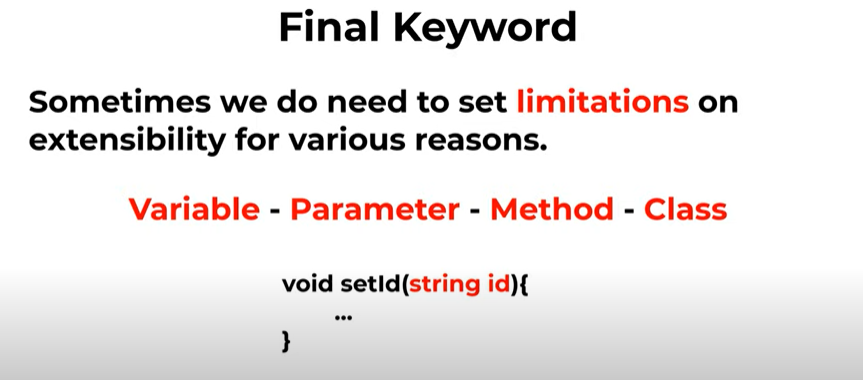 Final Keyword
Sometimes we do need to set limitations on
extensibility for various reasons.
Variable - Parameter - Method - Class
void setId(string id){
...
}